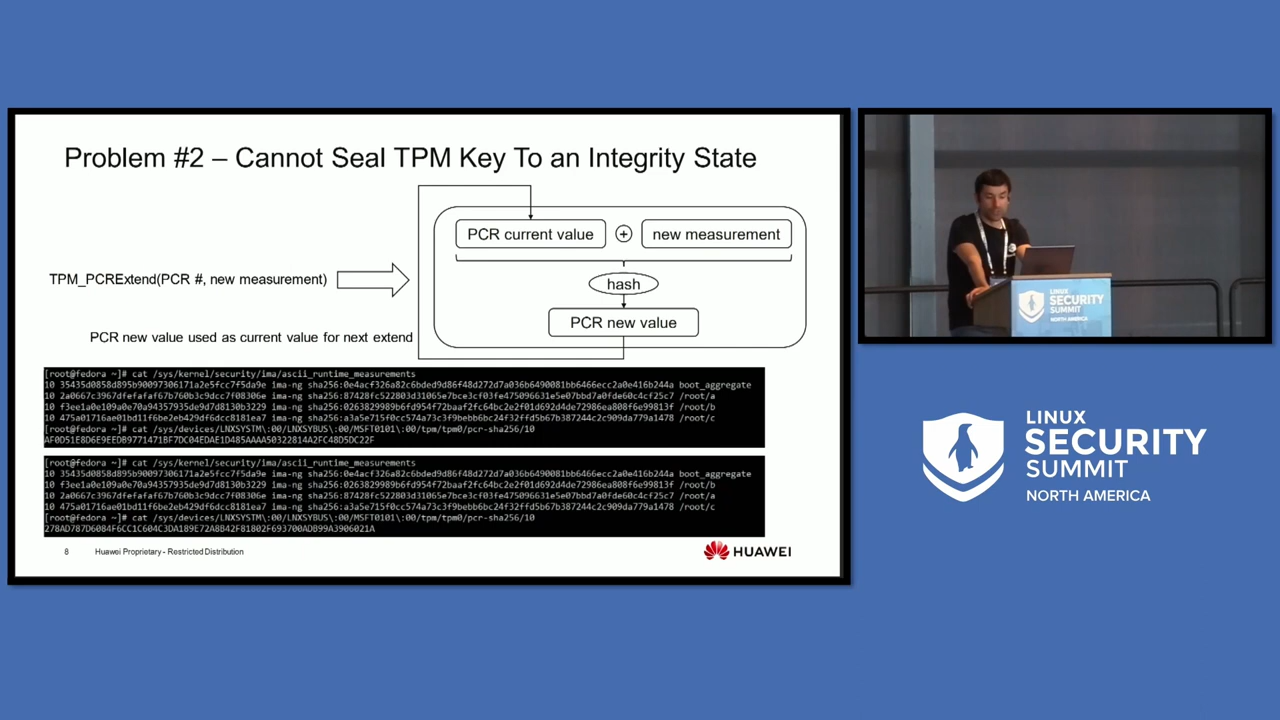 Problem #2 – Cannot Seal TPM Key To an Integrity State
PCR current value
+
new measurement
TPM_PCRExtend(PCR #, new measurement)
hash
PCR new value
PCR new value used as current value for next extend
[root@fedora ~]# cat /sys/kernel/security/ima/ascii_runtime_measurements
10 35435d0858d895b90097306171a2e5fcc7f5da9e ima-ng sha256:0e4acf326a82c6bded9d86f48d272d7a036b6490081bb6466ecc2a0e416b244a boot_aggregate
10 2a0667c3967dfefafaf67b760b3c9dcc7f08306e ima-ng sha256:87428fc522803d31065e7bce3cf03fe475096631e5e07bbd7a0fde60c4cf25c7 /root/a
10 f3ee1a0e109a0e70a94357935de9d7d8130b3229 ima-ng sha256:0263829989b6fd954f72baaf2fc64bc2e2f01d692d4de72986ea808f6e99813f /root/b
10 475a01716ae01bd11f6be2eb429df6dcc8181ea7 ima-ng sha256:a3a5e715f0cc574a73c3f9bebb6bc24f32ffd5b67b387244c2c909da779a1478 /root/c
[root@fedora ~]# cat /sys/devices/LNXSYSTM\:00/LNXSYBUS\:00/MSFT0101\:00/tpm/tpm0/pcr-sha256/10
AF0D51E8D6E9EEDB9771471BF7DC04EDAE1D485AAAA50322814A2FC48D5DC22F
[root@fedora ~]# cat /sys/kernel/security/ima/ascii_runtime_measurements
10 35435d0858d895b90097306171a2e5fcc7f5da9e ima-ng sha256:0e4acf326a82c6bded9d86f48d272d7a036b6490081bb6466ecc2a0e416b244a boot_aggregate
10 f3ee1a0e109a0e70a94357935de9d7d8130b3229 ima-ng sha256:0263829989b6fd954f72baaf2fc64bc2e2f01d692d4de72986ea808f6e99813f /root/b
10 2a0667c3967dfefafaf67b760b3c9dcc7f08306e ima-ng sha256:87428fc522803d31065e7bce3cf03fe475096631e5e07bbd7a0fde60c4cf25c7 /root/a
10 475a01716ae01bd11f6be2eb429df6dcc8181ea7 ima-ng sha256:a3a5e715f0cc574a73c3f9bebb6bc24f32ffd5b67b387244c2c909da779a1478 /root/c
[root@fedora ~]# cat /sys/devices/LNXSYSTM\:00/LNXSYBUS\:00/MSFT0101\:00/tpm/tpm0/pcr-sha256/10
278AD787D6084F6CC1C604C3DA189E72A8B42F81802F693700ADB99A3906021A
8 Huawei Proprietary - Restricted Distribution
HUAWEI
LINUX
SECURITY
SUMMIT
NORTH AMERICA
LINUX
SECURITY
SUMMIT
NORTH AMERICA